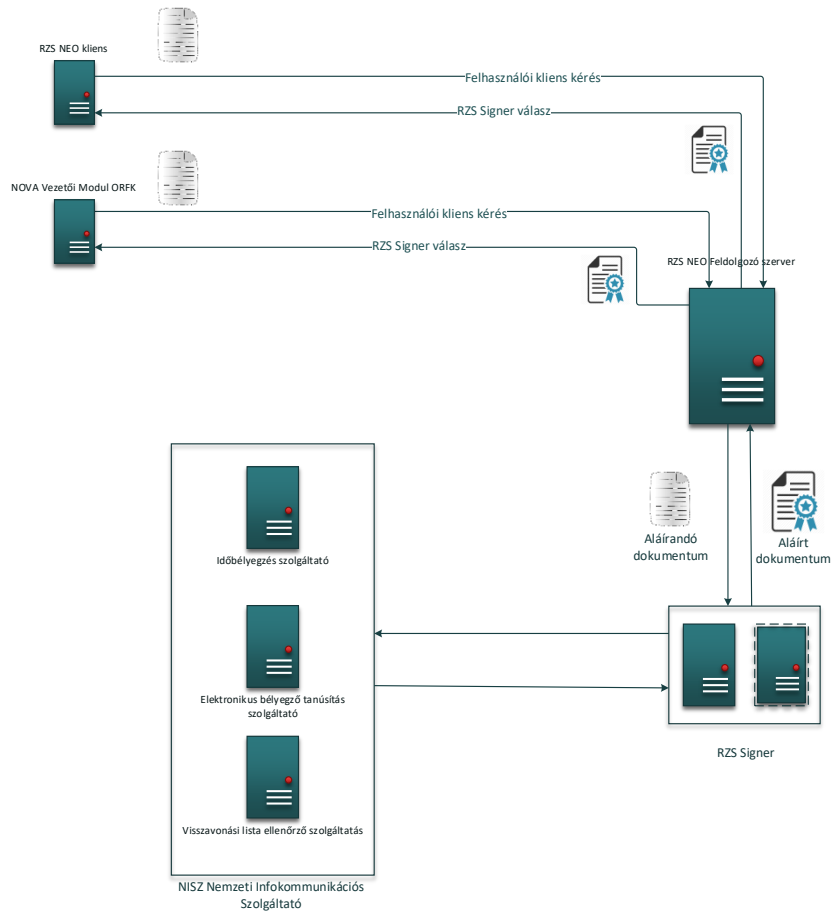 RZS NEO kliens
Felhasználói kliens kérés
RZS Signer válasz
NOVA Vezetői Modul ORFK
Felhasználói kliens kérés
RZS Signer válasz
RZS NEO Feldolgozó szerver
Aláírandó
dokumentum
Aláírt
dokumentum
Időbélyegzés szolgáltató
Elektronikus bélyegző tanúsítás
szolgáltató
Visszavonási lista ellenőrző szolgáltatás
RZS Signer
NISZ Nemzeti Infokommunikációs
Szolgáltató